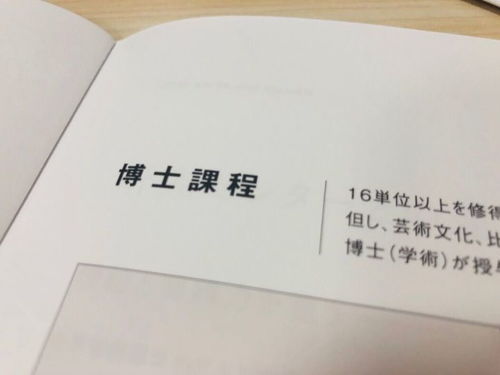 博士課程
16単位以上を修得
但し、芸術文化、比
博士（学術）が授与